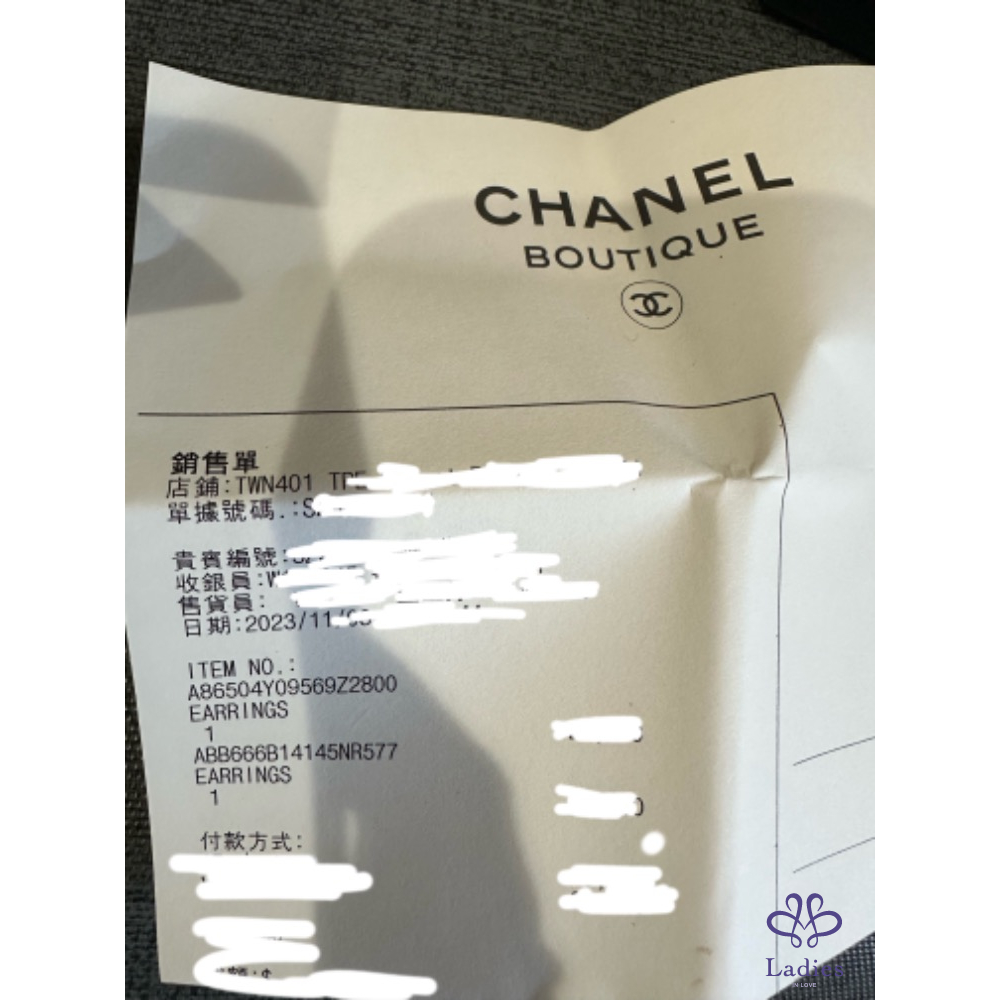 CHANEL
BOUTIQUE
銷售單
店鋪:TWN401
單據號碼.:
貴賓編號:
收銀員:
售貨員:
日期:2023/11/
ITEM NO.:
A86504Y09569Z2800
EARRINGS
1
ABB666B14145NR577
EARRINGS
1
付款方式:
Ladies
IN LOVE